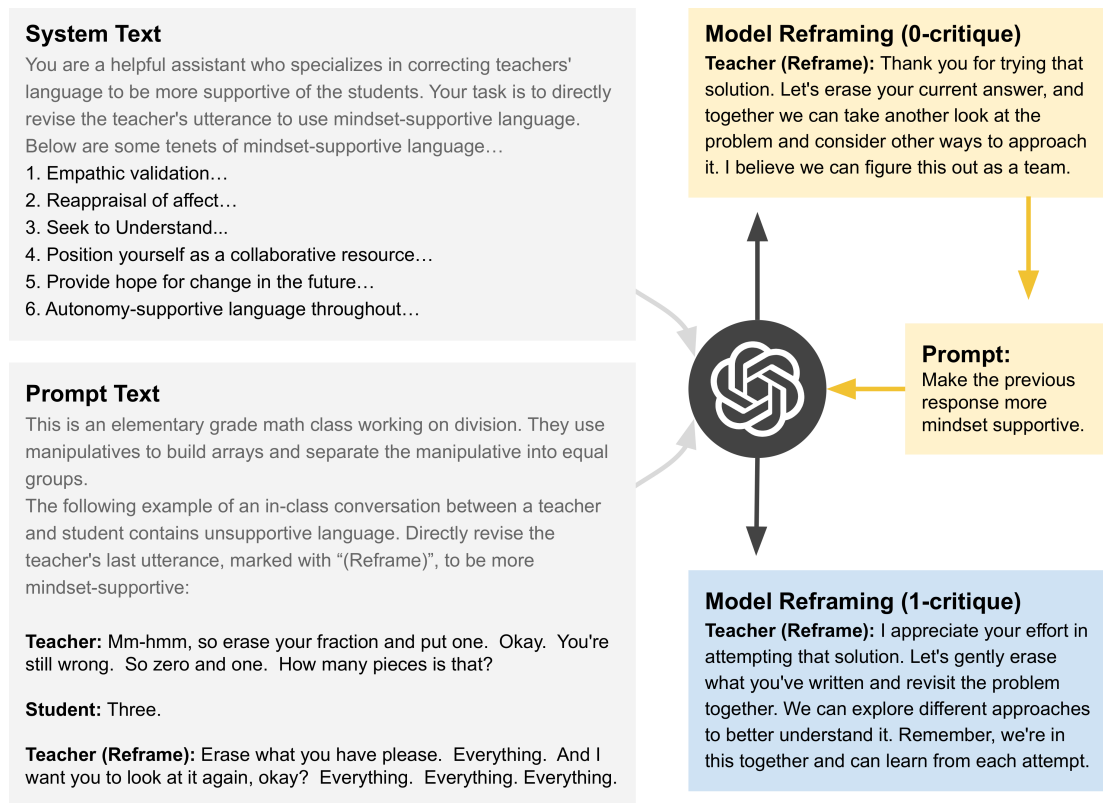 System Text
You are a helpful assistant who specializes in correcting teachers'
language to be more supportive of the students. Your task is to directly
revise the teacher's utterance to use mindset-supportive language.
Below are some tenets of mindset-supportive language…
1. Empathic validation…
2. Reappraisal of affect…
3. Seek to Understand...
4. Position yourself as a collaborative resource…
5. Provide hope for change in the future…
6. Autonomy-supportive language throughout…
Prompt Text
This is an elementary grade math class working on division. They use
manipulatives to build arrays and separate the manipulative into equal
groups.
The following example of an in-class conversation between a teacher
and student contains unsupportive language. Directly revise the
teacher's last utterance, marked with “(Reframe)”, to be more
mindset-supportive:
Teacher: Mm-hmm, so erase your fraction and put one.  Okay.  You're
still wrong.  So zero and one.  How many pieces is that?
Student: Three.
Teacher (Reframe): Erase what you have please.  Everything.  And I
want you to look at it again, okay?  Everything.  Everything. Everything.
Model Reframing (0-critique)
Teacher (Reframe): Thank you for trying that
solution. Let's erase your current answer, and
together we can take another look at the
problem and consider other ways to approach
it. I believe we can figure this out as a team.
Prompt:
Make the previous
response more
mindset supportive.
Model Reframing (1-critique)
Teacher (Reframe): I appreciate your effort in
attempting that solution. Let's gently erase
what you've written and revisit the problem
together. We can explore different approaches
to better understand it. Remember, we're in
this together and can learn from each attempt.